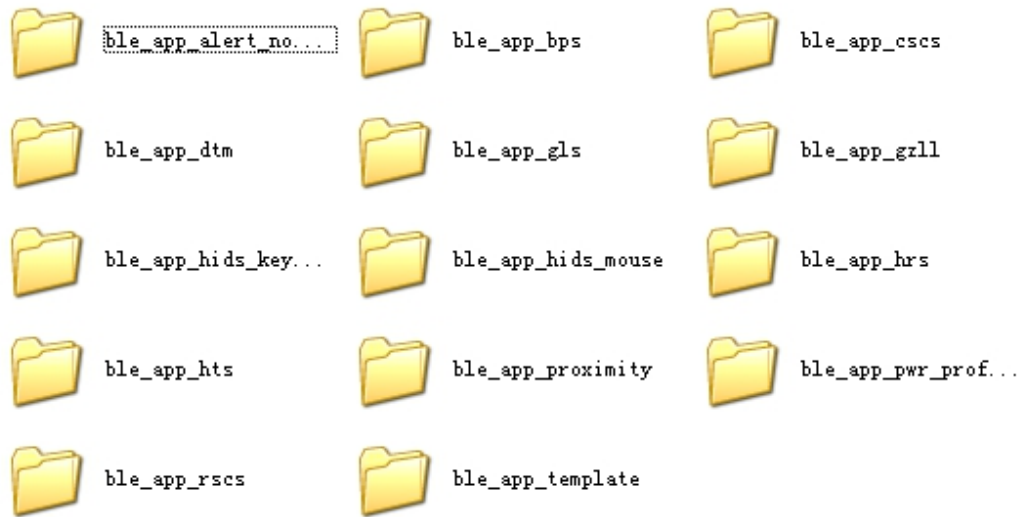 ble_app_alert_no... ble_app_bps ble_app_cscs
ble_app_dtm ble_app_gls ble_app_gzll
ble_app_hids_key... ble_app_hids_mouse ble_app_hrs
ble_app_hts ble_app_proximity ble_app_pwr_prof...
ble_app_rscs ble_app_template